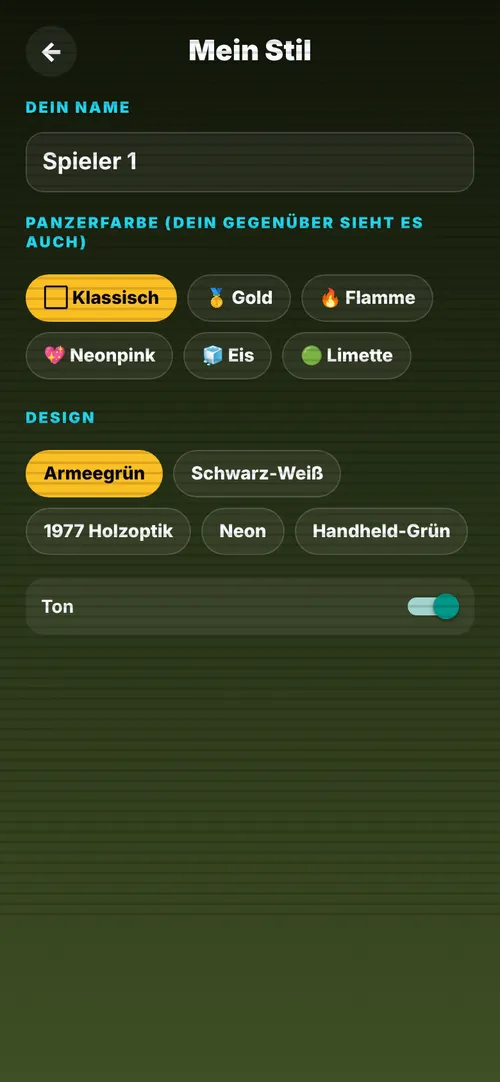 Mein Stil
DEIN NAME
Spieler 1
PANZERFARBE (DEIN GEGENÜBER SIEHT ES
AUCH)
Klassisch 🥇 Gold 🔥 Flamme
💖 Neonpink 🧊 Eis 🟢 Limette
DESIGN
Armeegrün Schwarz-Weiß
1977 Holzoptik Neon Handheld-Grün
Ton